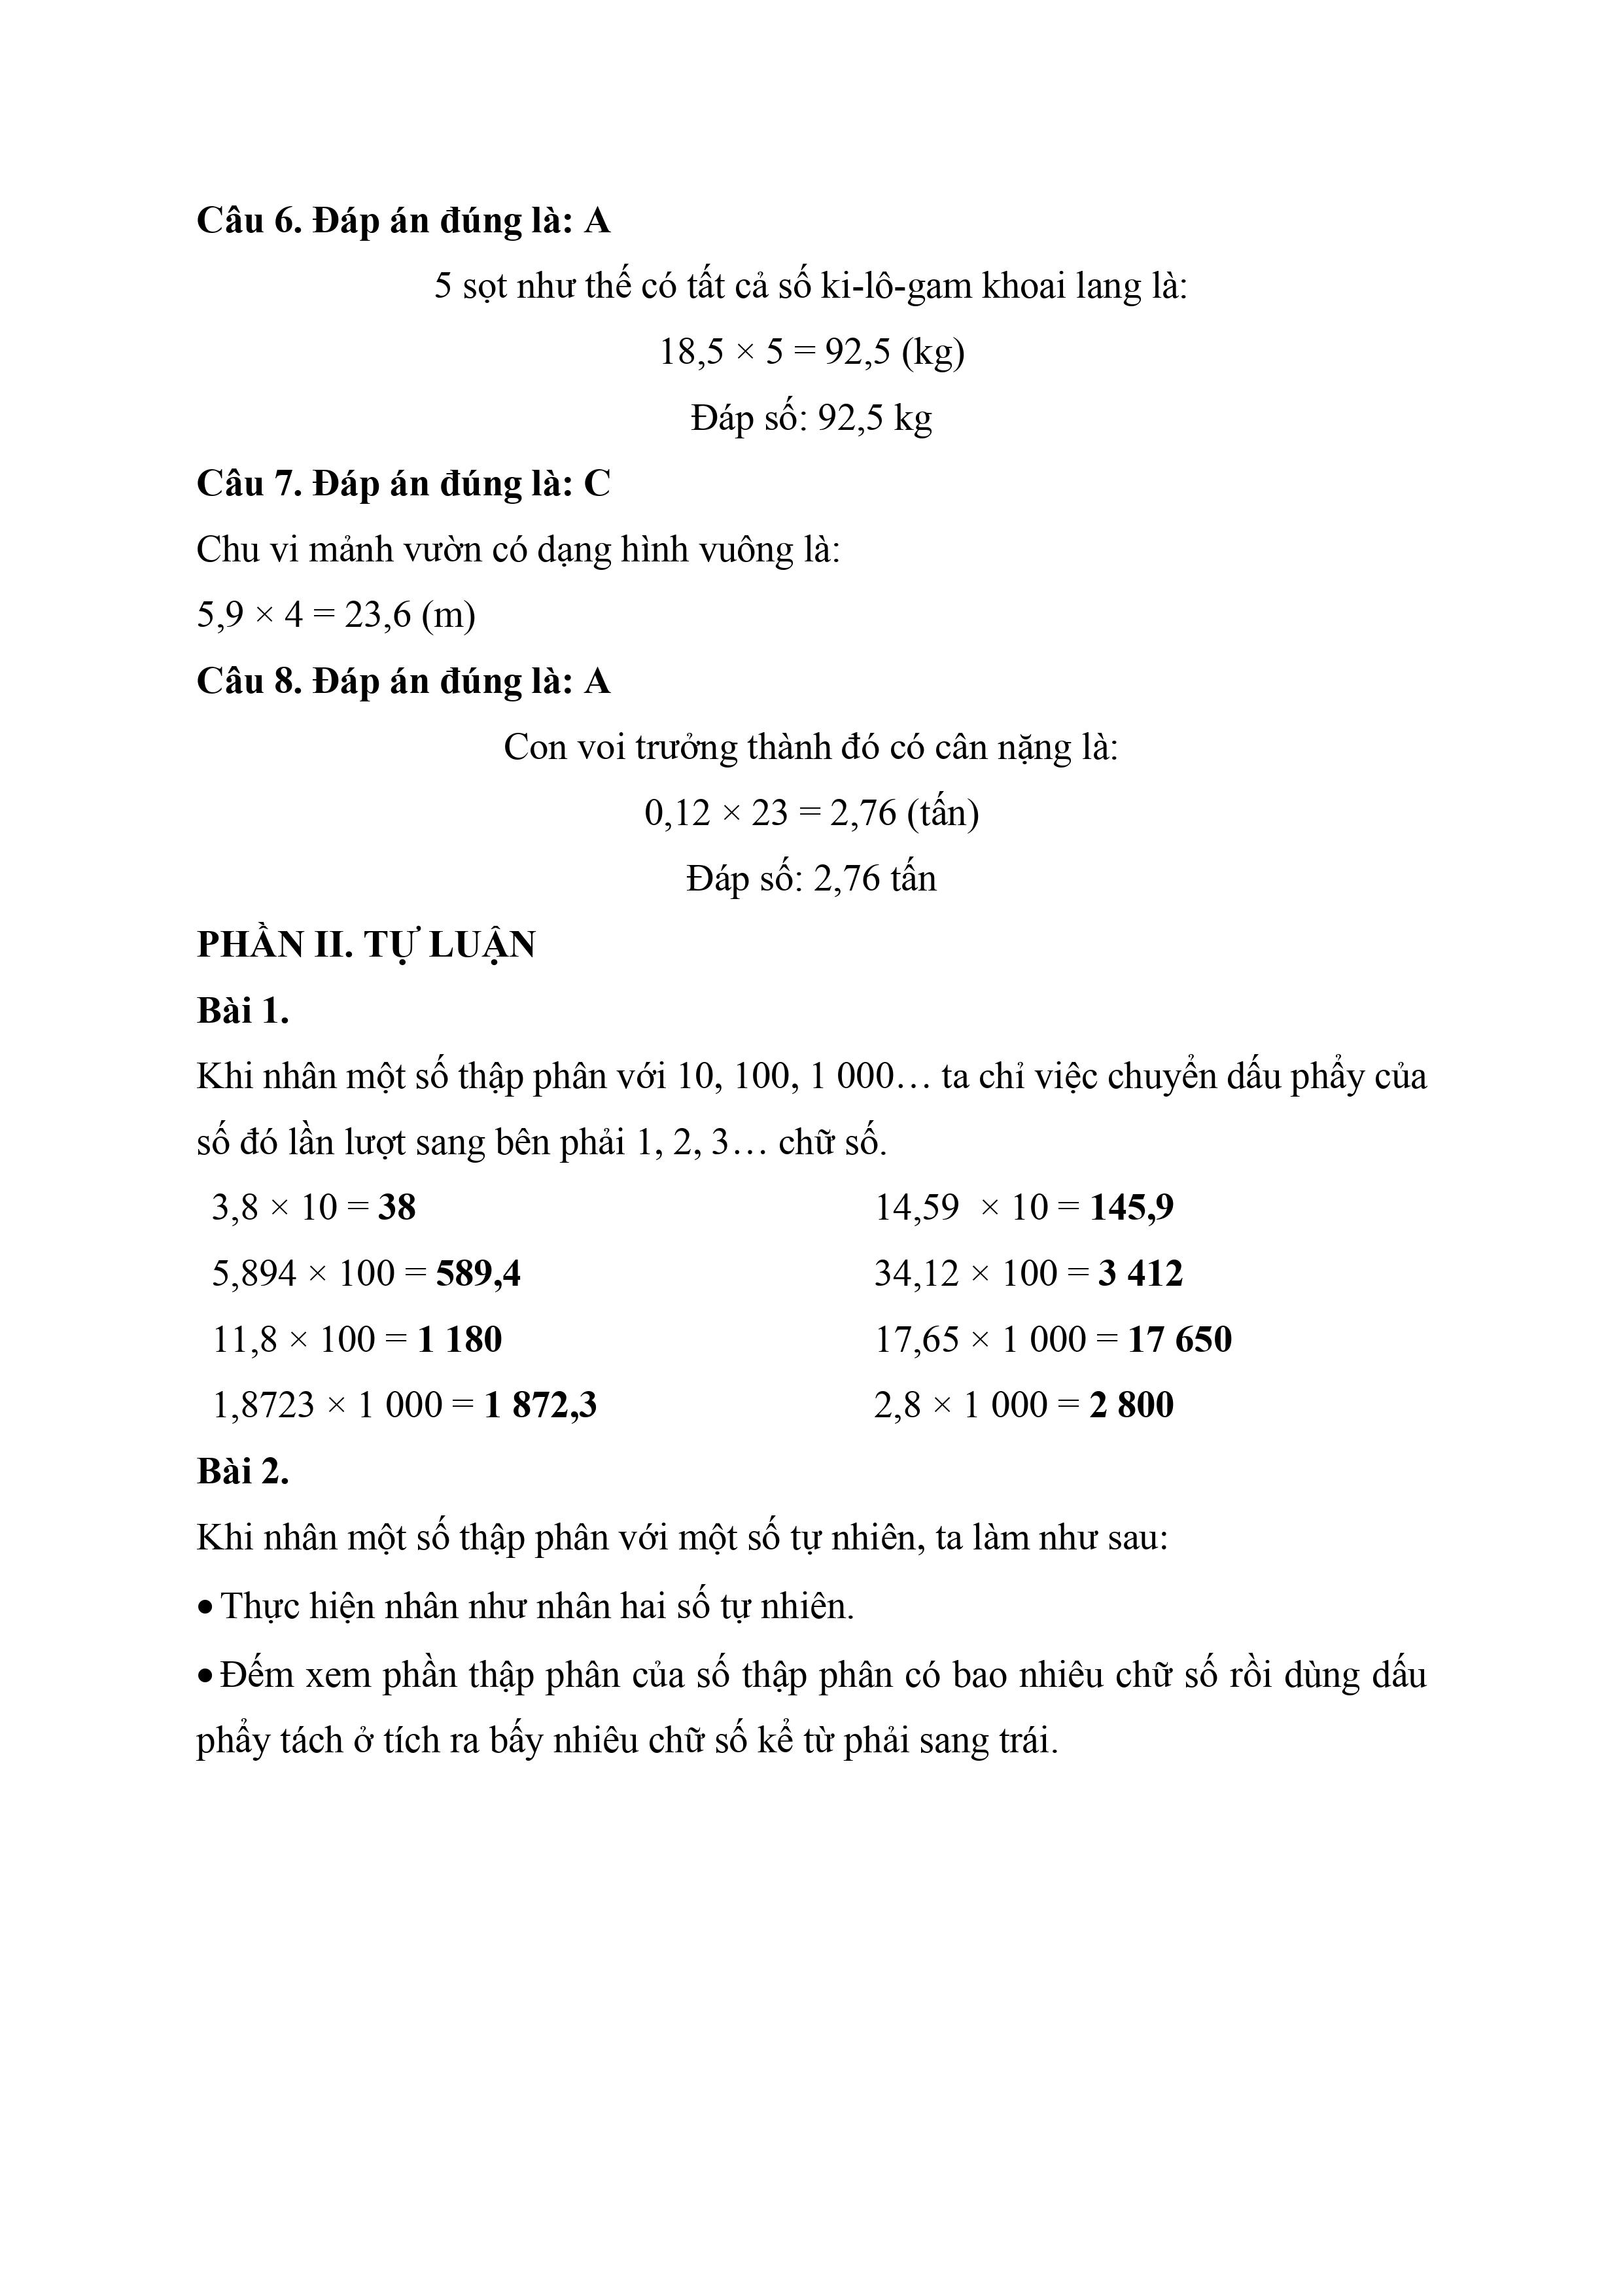 Câu 6. Đáp án đúng là: A
5 sọt như thế có tất cả số ki-lô-gam khoai lang là:
18,5 × 5 = 92,5 (kg)
Đáp số: 92,5 kg
Câu 7. Đáp án đúng là: C
Chu vi mảnh vườn có dạng hình vuông là:
5,9 × 4 = 23,6 (m)
Câu 8. Đáp án đúng là: A
Con voi trưởng thành đó có cân nặng là:
0,12 × 23 = 2,76 (tấn)
Đáp số: 2,76 tấn
PHẦN II. TỰ LUẬN
Bài 1.
Khi nhân một số thập phân với 10, 100, 1 000… ta chỉ việc chuyển dấu phẩy của
số đó lần lượt sang bên phải 1, 2, 3… chữ số.
3,8 × 10 = 38 14,59 × 10 = 145,9
5,894 × 100 = 589,4 34,12 × 100 = 3 412
11,8 × 100 = 1 180 17,65 × 1 000 = 17 650
1,8723 × 1 000 = 1 872,3 2,8 × 1 000 = 2 800
Bài 2.
Khi nhân một số thập phân với một số tự nhiên, ta làm như sau:
• Thực hiện nhân như nhân hai số tự nhiên.
• Đếm xem phần thập phân của số thập phân có bao nhiêu chữ số rồi dùng dấu
phẩy tách ở tích ra bấy nhiêu chữ số kể từ phải sang trái.